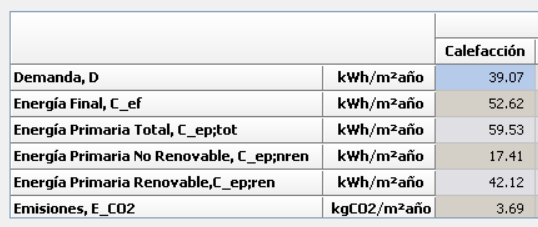 Calefacción
Demanda, D kWh/m²año 39.07
Energía Final, C_ef kWh/m²año 52.62
Energía Primaria Total, C_ep;tot kWh/m²año 59.53
Energía Primaria No Renovable, C_ep;nren kWh/m²año 17.41
Energía Primaria Renovable,C_ep;ren kWh/m²año 42.12
Emisiones, E_CO2 kgCO2/m²año 3.69